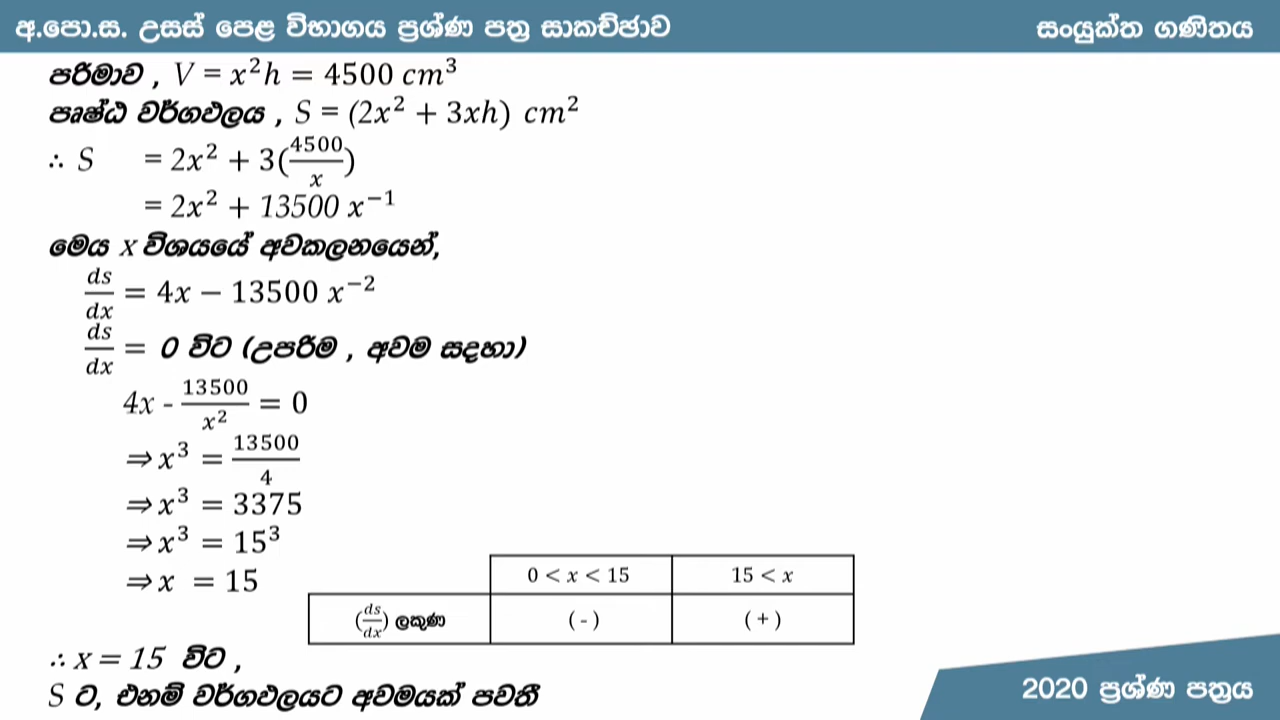 අ.පො.ස. උසස් පෙළ විභාගය ප්‍රශ්ණ පත්‍ර සාකච්ඡාව
සංයුක්ත ගණිතය
පරිමාව , V = x²h = 4500 cm³
පෘෂ්ඨ වර්ගඵලය , S = (2x² + 3xh) cm²
∴ S = 2x² + 3(4500/x)
= 2x² + 13500 x⁻¹
මෙය x විශයයේ අවකලනයෙන්,
ds/dx = 4x − 13500 x⁻²
ds/dx = 0 විට (උපරිම , අවම සදහා)
4x - 13500/x² = 0
⇒ x³ = 13500/4
⇒ x³ = 3375
⇒ x³ = 15³
⇒ x = 15
0 < x < 15 15 < x
(ds/dx) ලකුණ ( - ) ( + )
∴ x = 15 විට ,
S ට, එනම් වර්ගඵලයට අවමයක් පවතී
2020 ප්‍රශ්ණ පත්‍රය